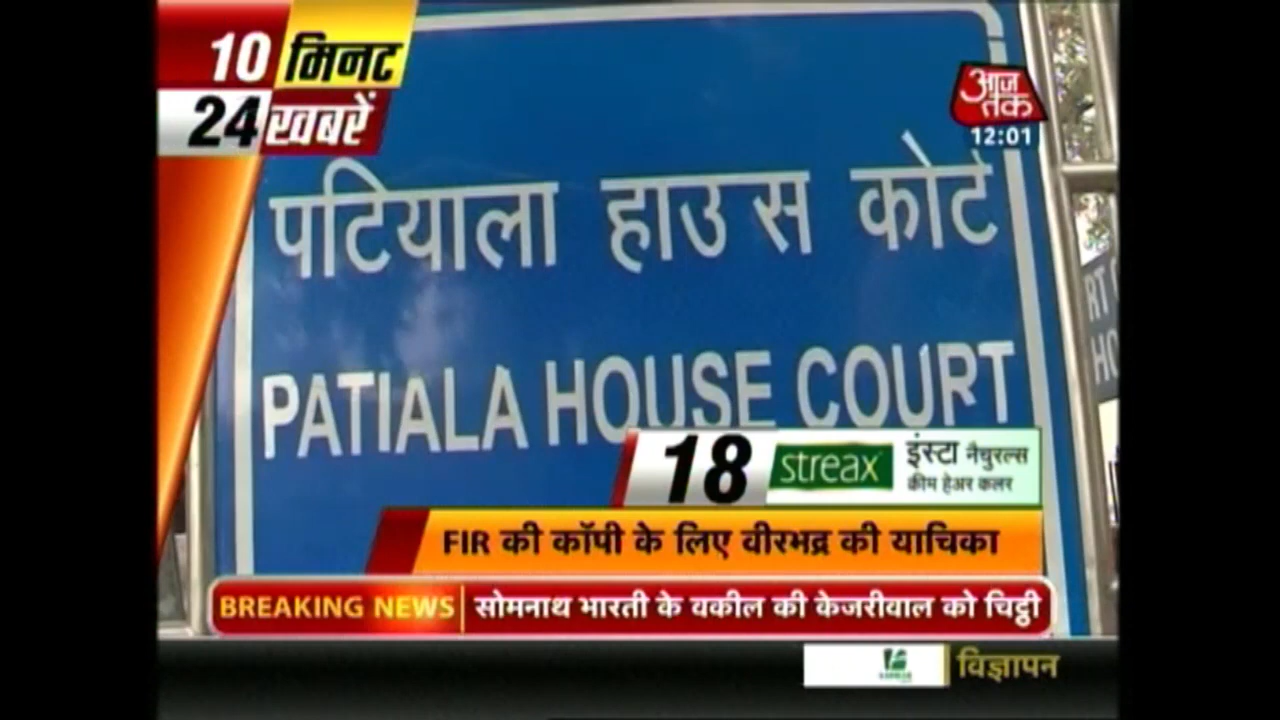 10 मिनट
24 खबरें
आज
तक
12:01
पटियाला हाउस कोर्ट
PATIALA HOUSE COURT
18
streax
इंस्टा नैचुरल्स
क्रीम हेअर कलर
FIR की कॉपी के लिए वीरभद्र की याचिका
BREAKING NEWS
सोमनाथ भारती के वकील की केजरीवाल को चिट्ठी
विज्ञापन